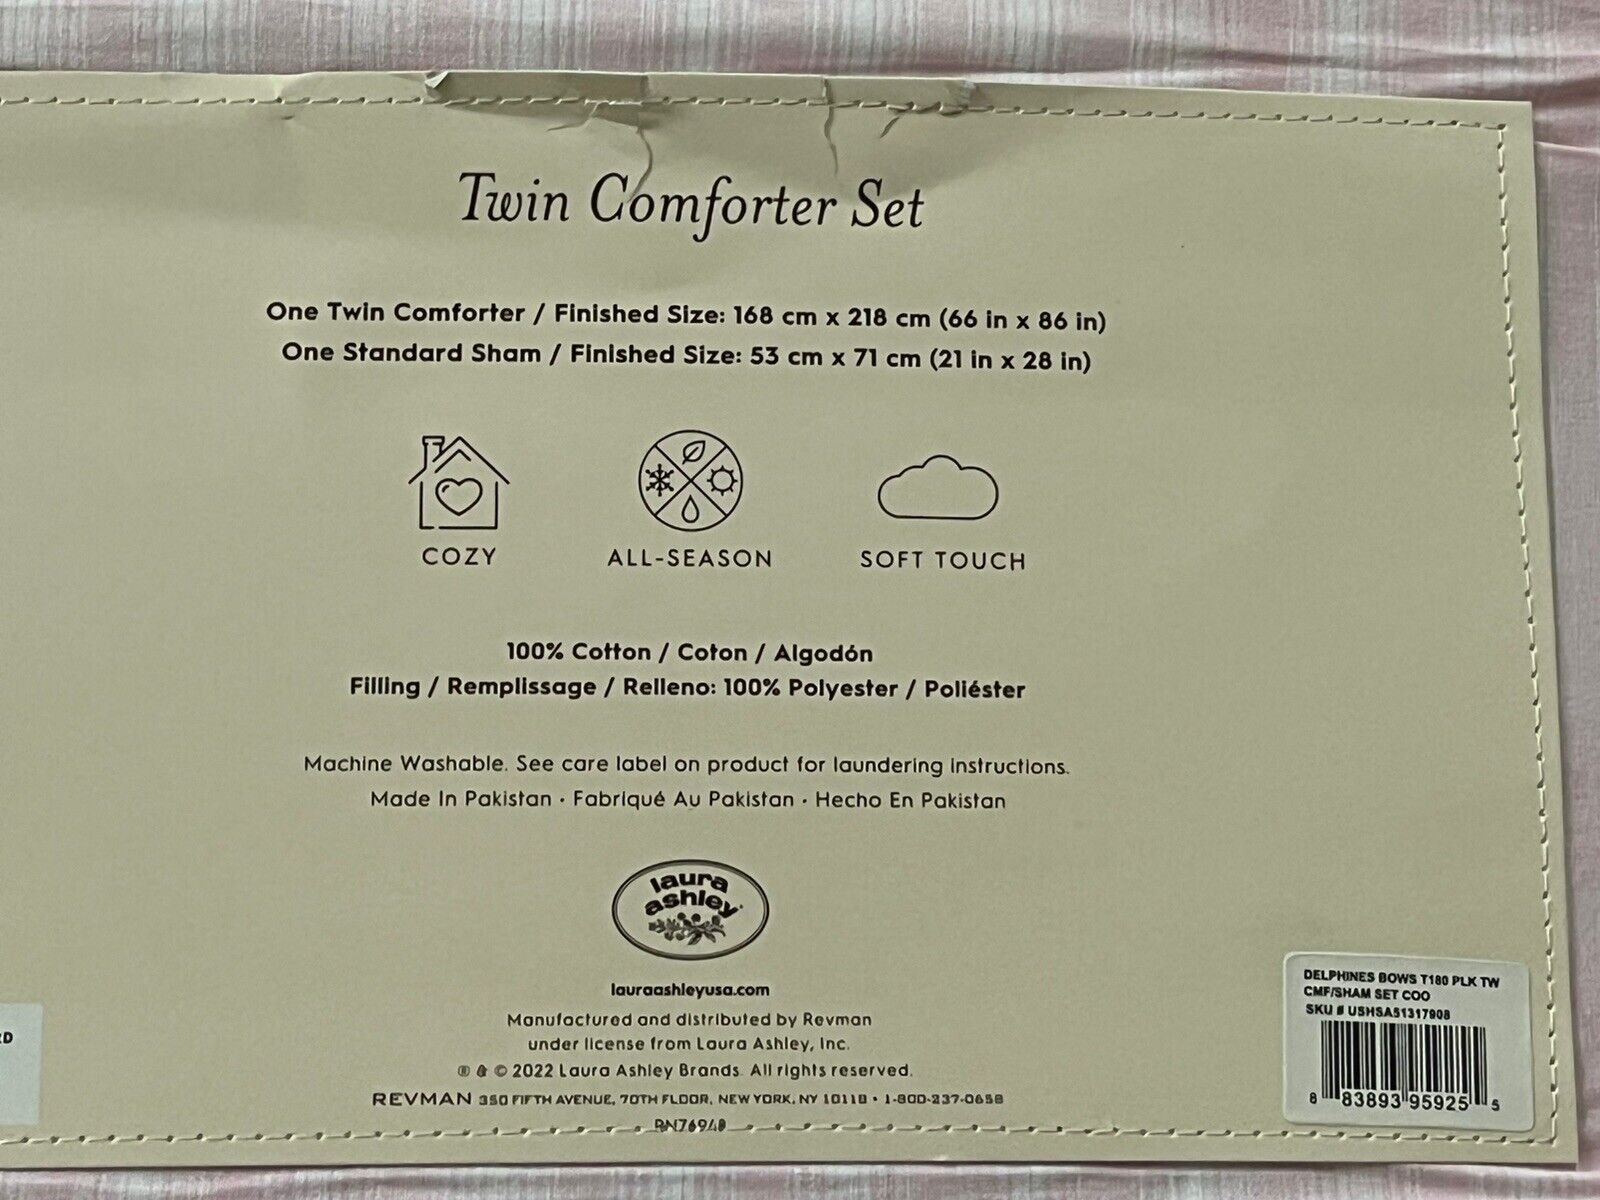 Twin Comforter Set
One Twin Comforter / Finished Size: 168 cm x 218 cm (66 in x 86 in)
One Standard Sham / Finished Size: 53 cm x 71 cm (21 in x 28 in)
COZY
ALL-SEASON
SOFT TOUCH
100% Cotton / Coton / Algodón
Filling / Remplissage / Relleno: 100% Polyester / Poliéster
Machine Washable. See care label on product for laundering instructions.
Made In Pakistan · Fabriqué Au Pakistan · Hecho En Pakistan
laura
ashley
lauraashleyusa.com
Manufactured and distributed by Revman
under license from Laura Ashley, Inc.
® & © 2022 Laura Ashley Brands. All rights reserved.
REVMAN 350 FIFTH AVENUE, 70TH FLOOR, NEW YORK, NY 10118 • 1-800-237-0658
RN76948
DELPHINES BOWS T180 PLK TW
CMF/SHAM SET COO
SKU # USHSA51317908
8 83893 95925 5